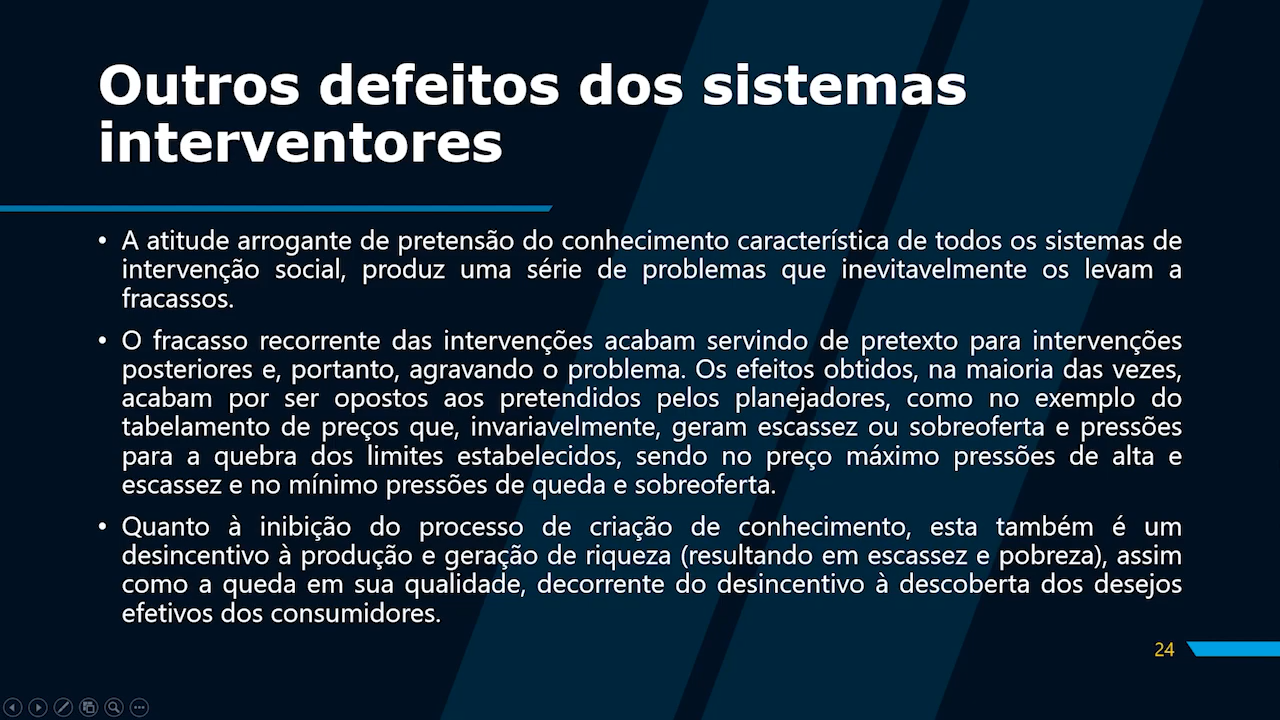 Outros defeitos dos sistemas
interventores
• A atitude arrogante de pretensão do conhecimento característica de todos os sistemas de
intervenção social, produz uma série de problemas que inevitavelmente os levam a
fracassos.
• O fracasso recorrente das intervenções acabam servindo de pretexto para intervenções
posteriores e, portanto, agravando o problema. Os efeitos obtidos, na maioria das vezes,
acabam por ser opostos aos pretendidos pelos planejadores, como no exemplo do
tabelamento de preços que, invariavelmente, geram escassez ou sobreoferta e pressões
para a quebra dos limites estabelecidos, sendo no preço máximo pressões de alta e
escassez e no mínimo pressões de queda e sobreoferta.
• Quanto à inibição do processo de criação de conhecimento, esta também é um
desincentivo à produção e geração de riqueza (resultando em escassez e pobreza), assim
como a queda em sua qualidade, decorrente do desincentivo à descoberta dos desejos
efetivos dos consumidores.
24